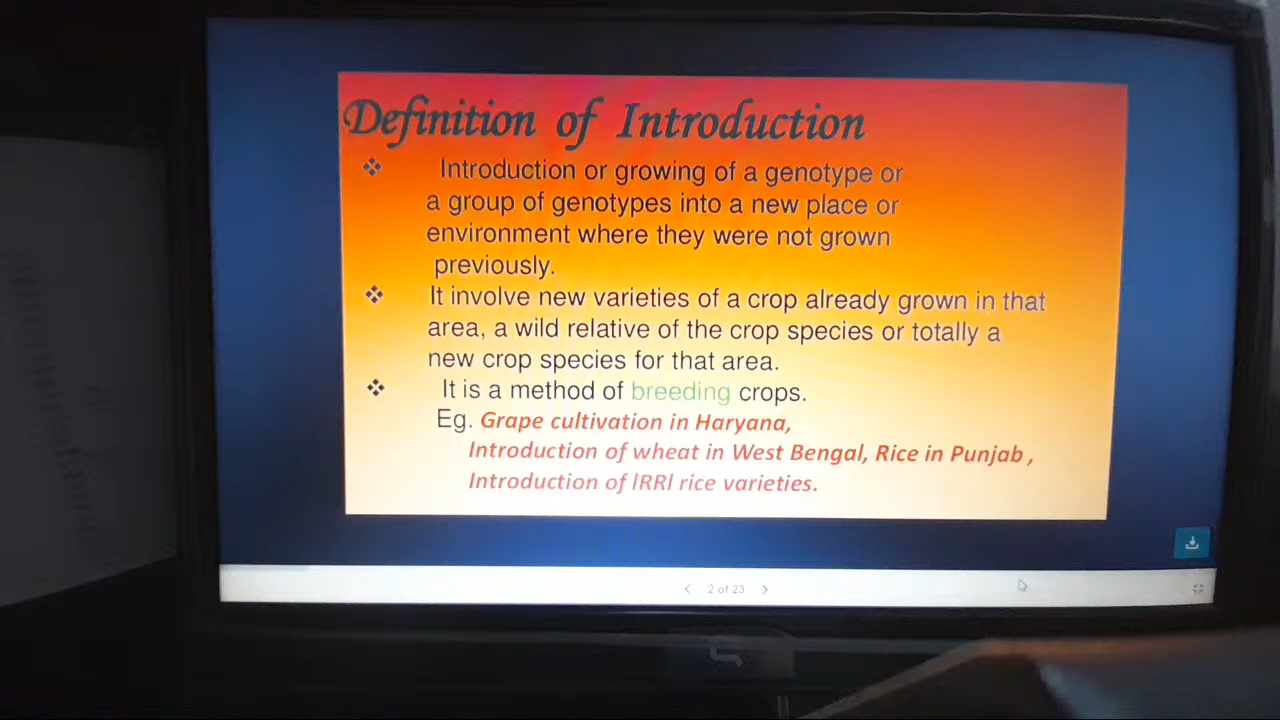 Definition of Introduction
Introduction or growing of a genotype or
a group of genotypes into a new place or
environment where they were not grown
previously.
It involve new varieties of a crop already grown in that
area, a wild relative of the crop species or totally a
new crop species for that area.
It is a method of breeding crops.
Eg. Grape cultivation in Haryana,
Introduction of wheat in West Bengal, Rice in Punjab ,
Introduction of lRRl rice varieties.
2 of 23